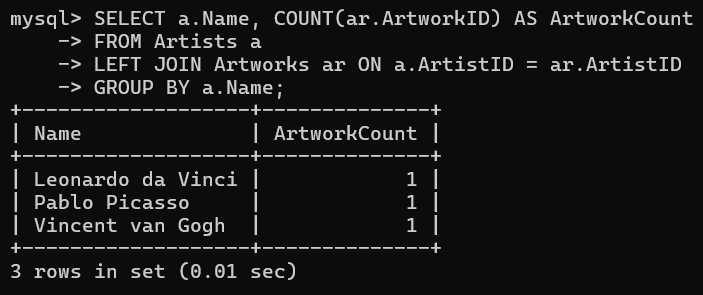 mysql> SELECT a.Name, COUNT(ar.ArtworkID) AS ArtworkCount
    -> FROM Artists a
    -> LEFT JOIN Artworks ar ON a.ArtistID = ar.ArtistID
    -> GROUP BY a.Name;
+-------------------+--------------+
| Name              | ArtworkCount |
+-------------------+--------------+
| Leonardo da Vinci |            1 |
| Pablo Picasso     |            1 |
| Vincent van Gogh  |            1 |
+-------------------+--------------+
3 rows in set (0.01 sec)